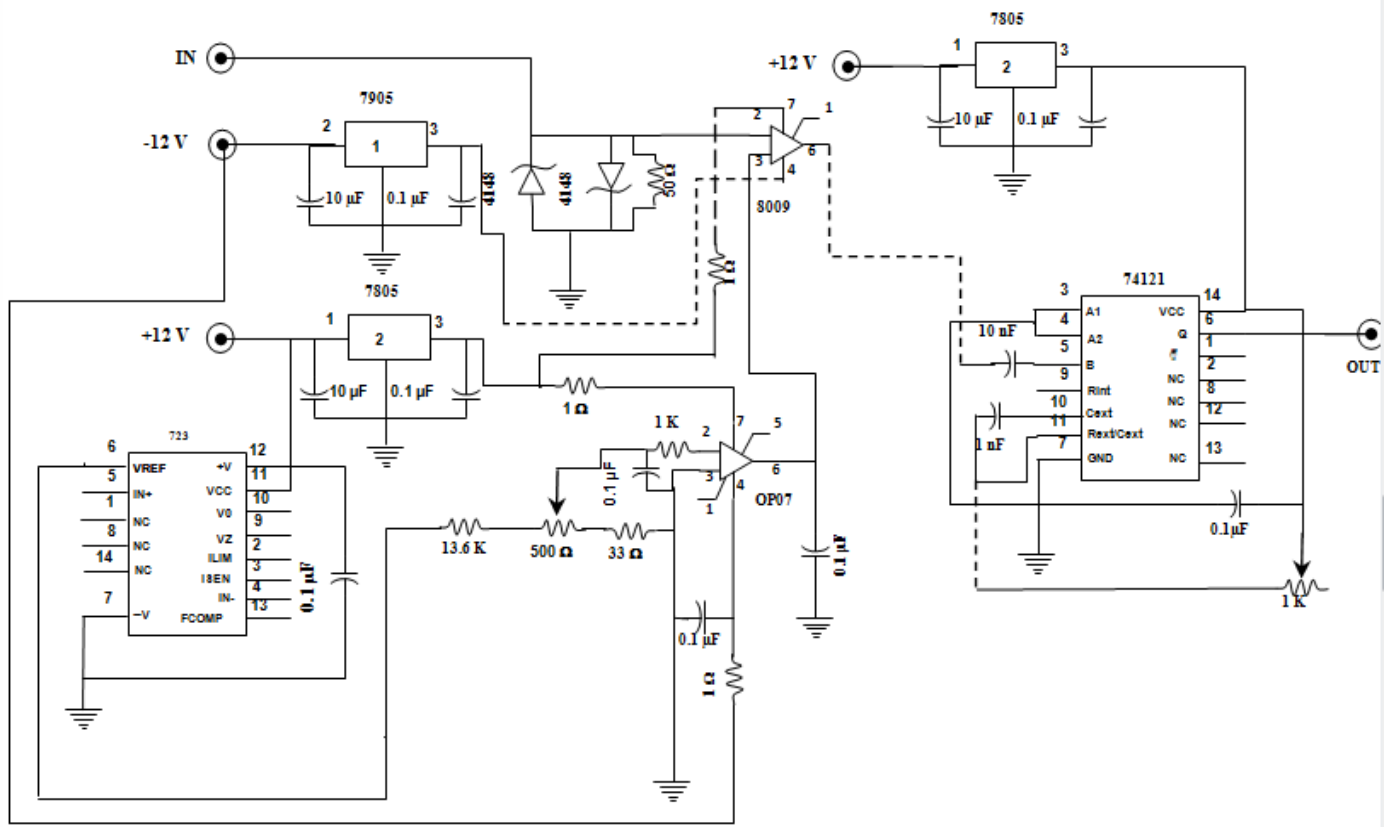 7805
IN
+12 V
1
3
2
10 µF
0.1 µF
7905
-12 V
2
3
1
10 µF
0.1 µF
4148
4148
50 Ω
2
7
1
3
6
4
8009
1 Ω
7805
+12 V
1
3
2
10 µF
0.1 µF
1 Ω
74121
3
A1
VCC
14
4
A2
Q
6
10 nF
5
B
1
9
Rint
NC
2
10
Cext
NC
8
1 nF
11
Rext/Cext
NC
12
7
GND
NC
13
OUT
0.1µF
1 K
723
6
VREF
+V
12
5
IN+
VCC
11
1
NC
V0
10
8
NC
VZ
9
14
NC
ILIM
2
ISEN
3
IN-
4
7
–V
FCOMP
13
0.1 µF
1 K
2
7
5
0.1 µF
3
4
6
1
OP07
13.6 K
500 Ω
33 Ω
0.1 µF
0.1 µF
1 Ω